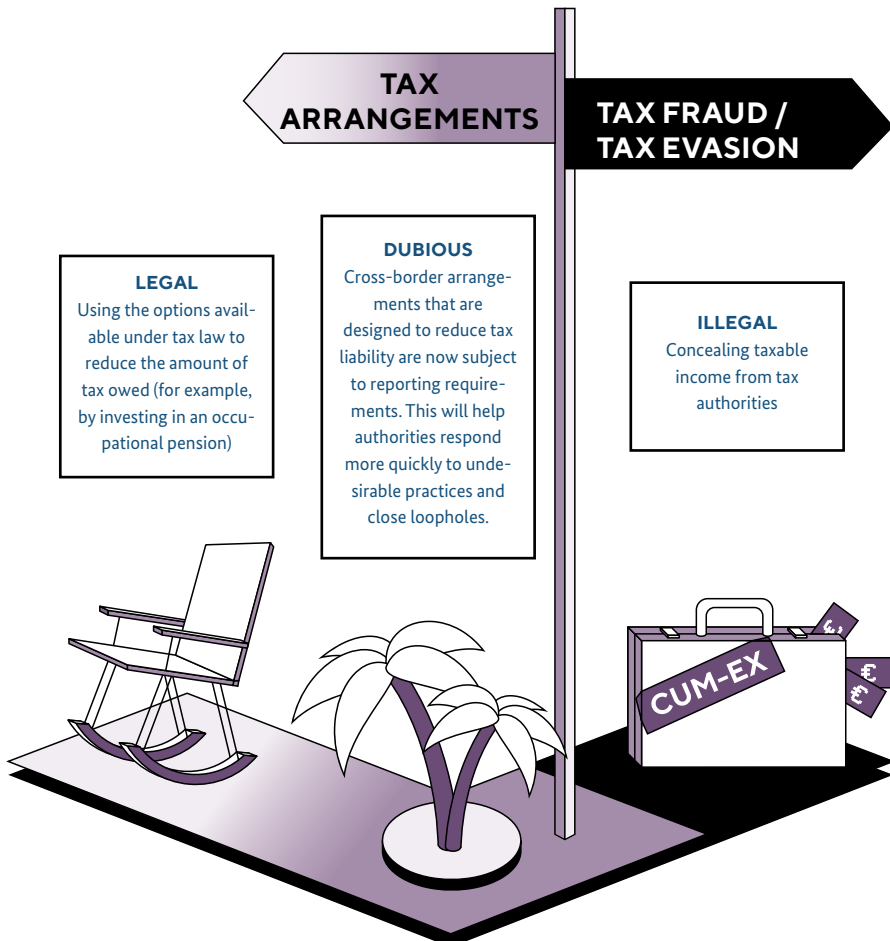 TAX
ARRANGEMENTS
TAX FRAUD /
TAX EVASION
LEGAL
Using the options avail-
able under tax law to
reduce the amount of
tax owed (for example,
by investing in an occu-
pational pension)
DUBIOUS
Cross-border arrange-
ments that are
designed to reduce tax
liability are now subject
to reporting require-
ments. This will help
authorities respond
more quickly to unde-
sirable practices and
close loopholes.
ILLEGAL
Concealing taxable
income from tax
authorities
CUM-EX
€
€
€